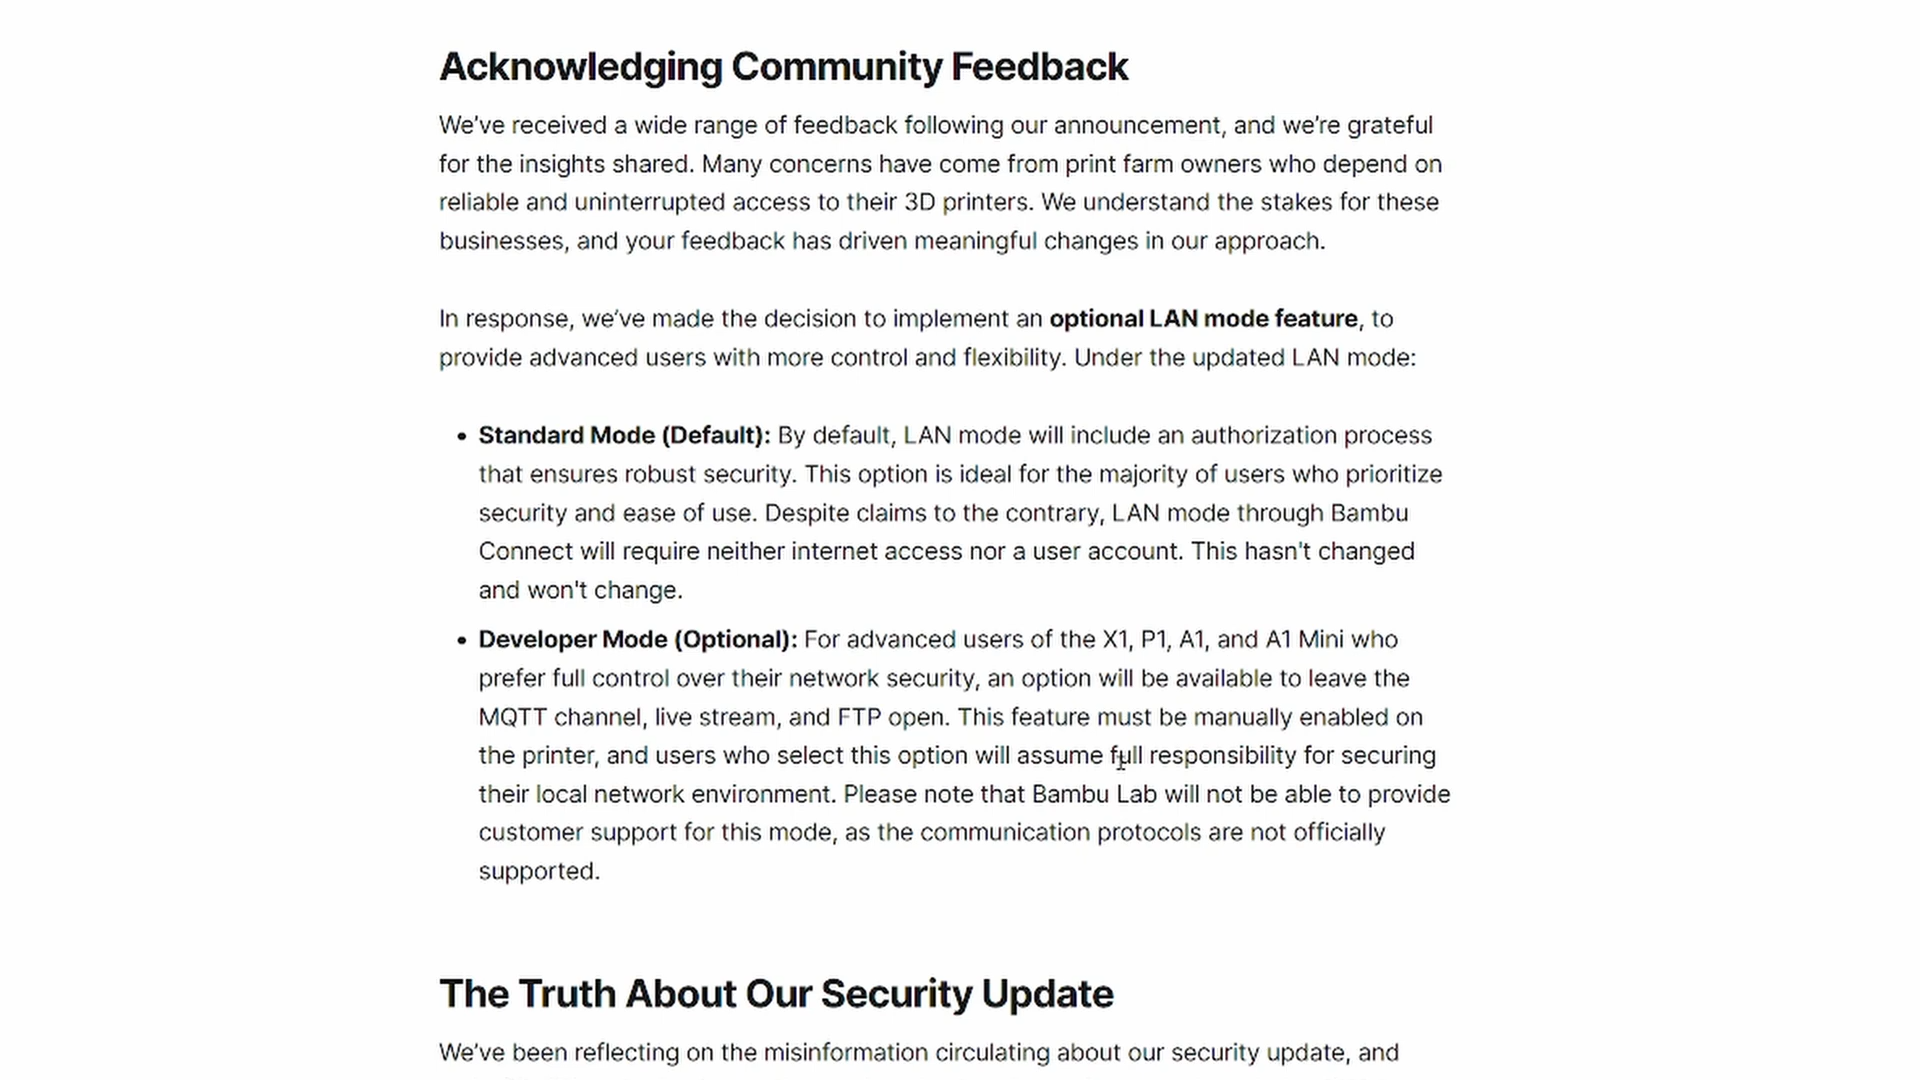 Acknowledging Community Feedback
We've received a wide range of feedback following our announcement, and we're grateful
for the insights shared. Many concerns have come from print farm owners who depend on
reliable and uninterrupted access to their 3D printers. We understand the stakes for these
businesses, and your feedback has driven meaningful changes in our approach.
In response, we've made the decision to implement an optional LAN mode feature, to
provide advanced users with more control and flexibility. Under the updated LAN mode:
• Standard Mode (Default): By default, LAN mode will include an authorization process
that ensures robust security. This option is ideal for the majority of users who prioritize
security and ease of use. Despite claims to the contrary, LAN mode through Bambu
Connect will require neither internet access nor a user account. This hasn't changed
and won't change.
• Developer Mode (Optional): For advanced users of the X1, P1, A1, and A1 Mini who
prefer full control over their network security, an option will be available to leave the
MQTT channel, live stream, and FTP open. This feature must be manually enabled on
the printer, and users who select this option will assume full responsibility for securing
their local network environment. Please note that Bambu Lab will not be able to provide
customer support for this mode, as the communication protocols are not officially
supported.
The Truth About Our Security Update
We've been reflecting on the misinformation circulating about our security update, and